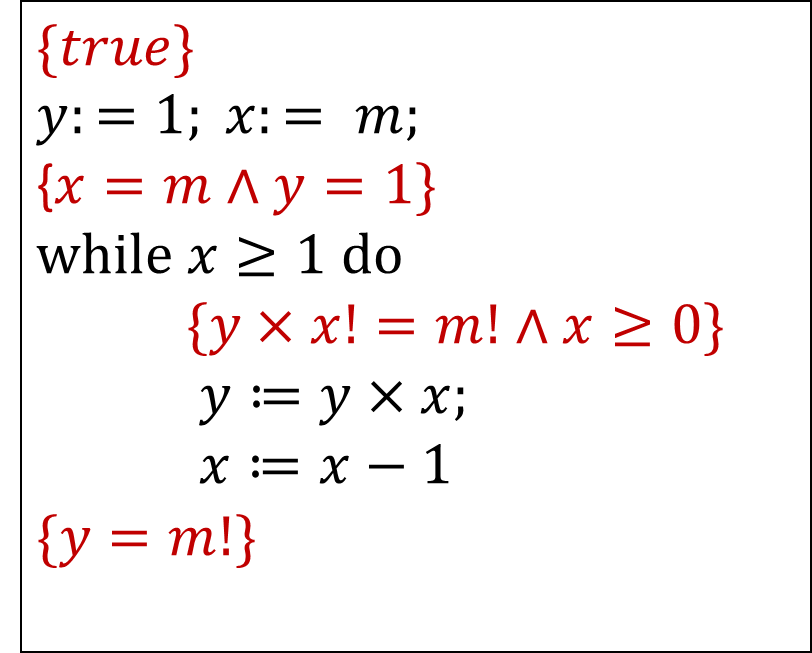 {true}
y: = 1; x: = m;
{x = m ∧ y = 1}
while x ≥ 1 do
{y × x! = m! ∧ x ≥ 0}
y ≔ y × x;
x ≔ x − 1
{y = m!}